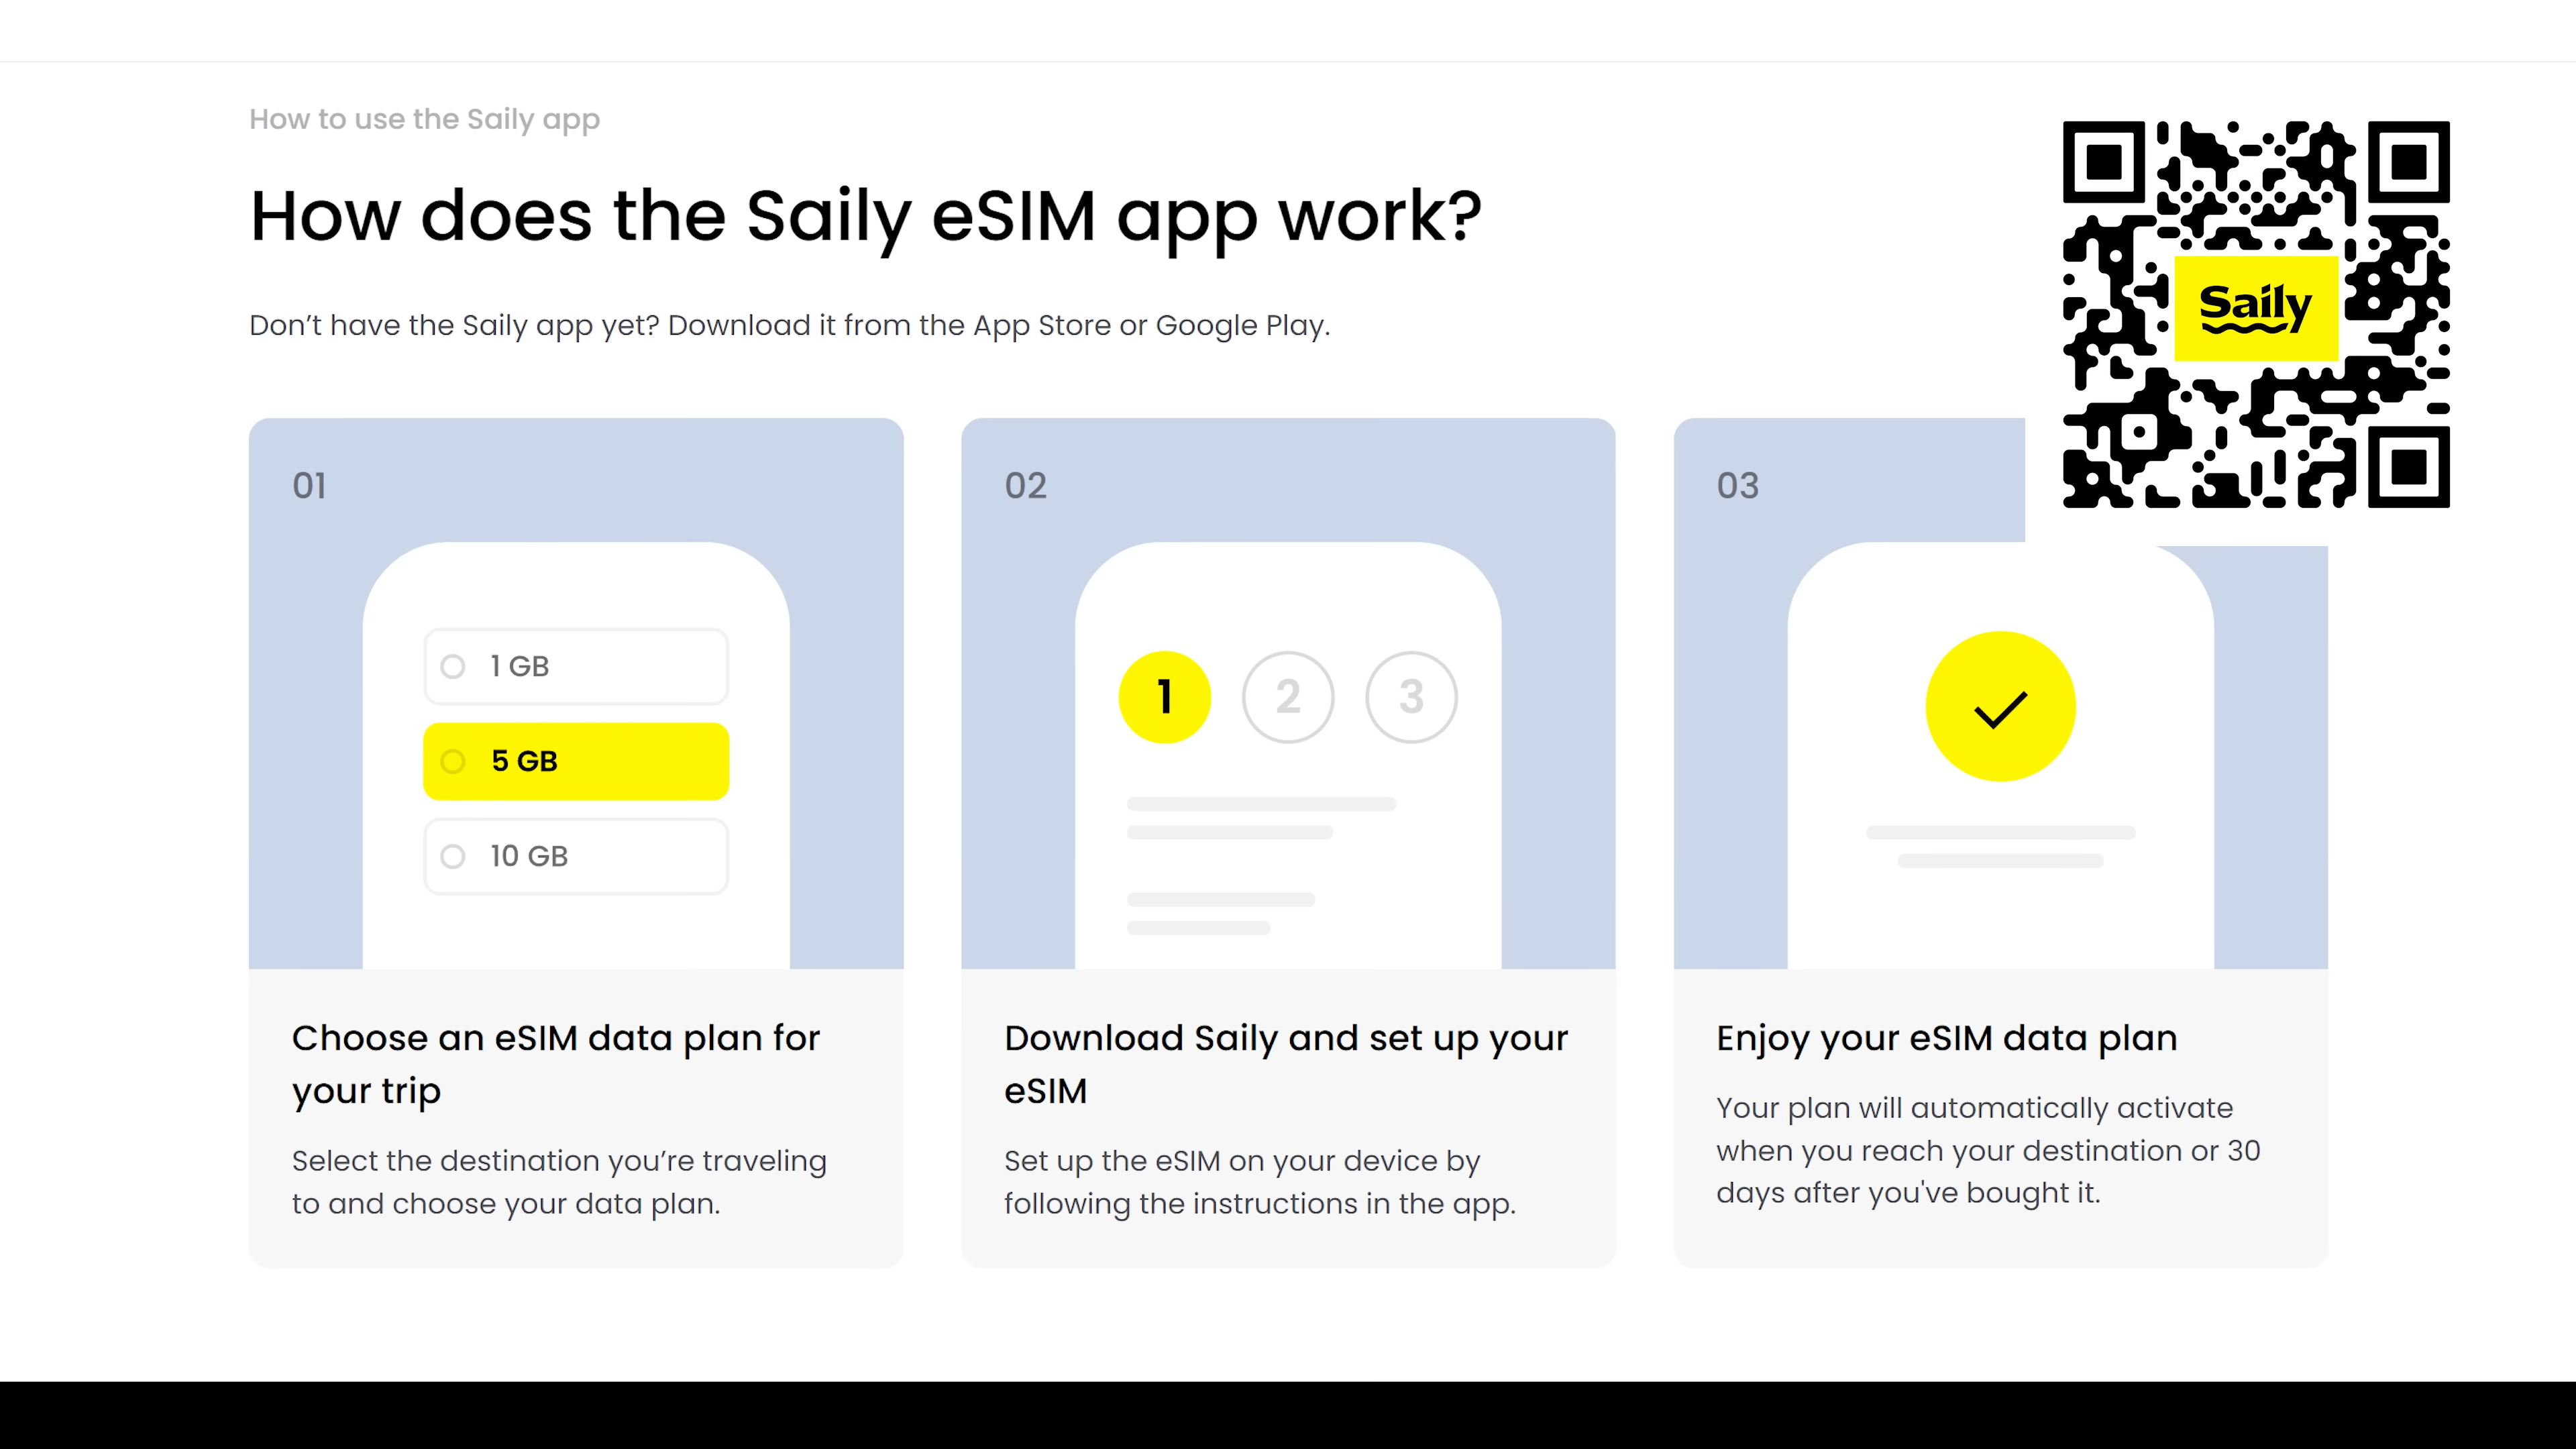 How to use the Saily app
How does the Saily eSIM app work?
Don’t have the Saily app yet? Download it from the App Store or Google Play.
Saily
01
1 GB
5 GB
10 GB
Choose an eSIM data plan for
your trip
Select the destination you’re traveling
to and choose your data plan.
02
1 2 3
Download Saily and set up your
eSIM
Set up the eSIM on your device by
following the instructions in the app.
03
Enjoy your eSIM data plan
Your plan will automatically activate
when you reach your destination or 30
days after you've bought it.